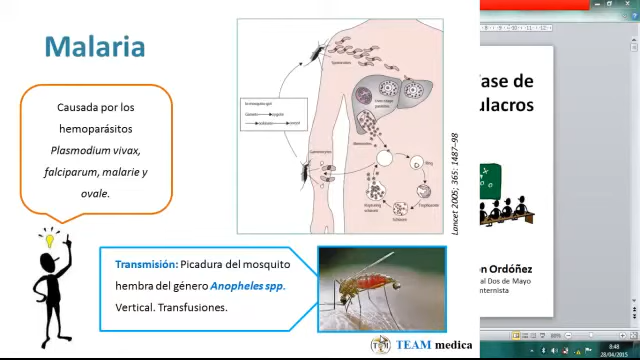 Malaria
Causada por los
hemoparásitos
Plasmodium vivax,
falciparum, malarie y
ovale.
Transmisión: Picadura del mosquito
hembra del género Anopheles spp.
Vertical. Transfusiones.
Lancet 2005; 365: 1487–98
TEAM medica
ase de
ulacros
on Ordóñez
al Dos de Mayo
nternista
8:48
28/04/2015